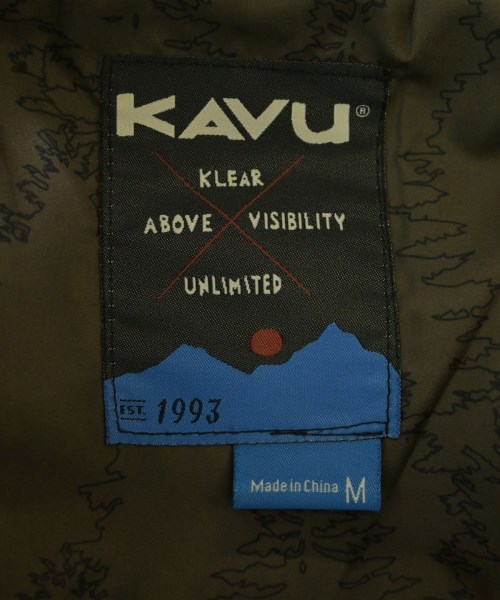 KAVU®
KLEAR
ABOVE VISIBILITY
UNLIMITED
EST. 1993
Made in China M